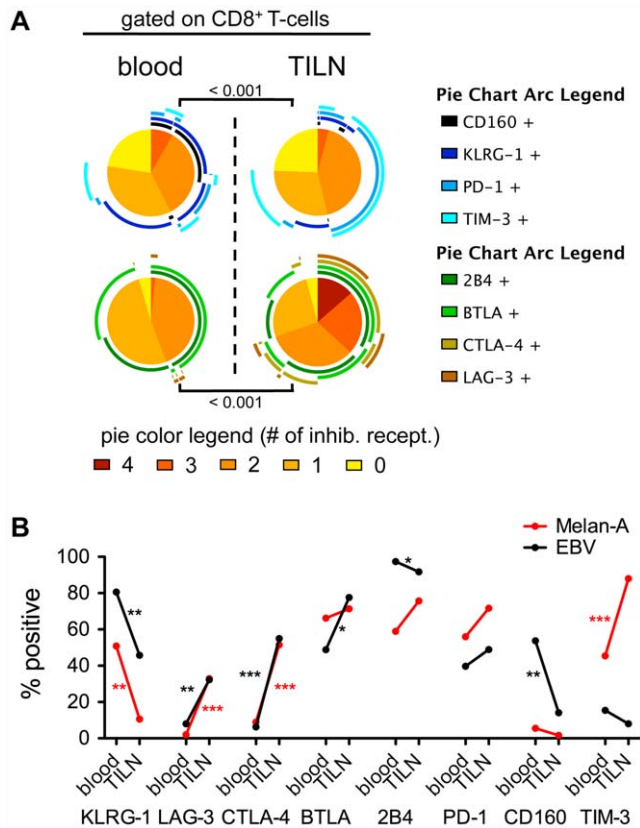 A
gated on CD8+ T-cells
blood TILN
< 0.001
Pie Chart Arc Legend
CD160 +
KLRG-1 +
PD-1 +
TIM-3 +
Pie Chart Arc Legend
2B4 +
BTLA +
CTLA-4 +
LAG-3 +
< 0.001
pie color legend (# of inhib. recept.)
4 3 2 1 0
B
Melan-A
EBV
% positive
100
80
60
40
20
0
** ** ** *** *** *** * * ** ***
blood TILN blood TILN blood TILN blood TILN blood TILN blood TILN blood TILN blood TILN
KLRG-1 LAG-3 CTLA-4 BTLA 2B4 PD-1 CD160 TIM-3